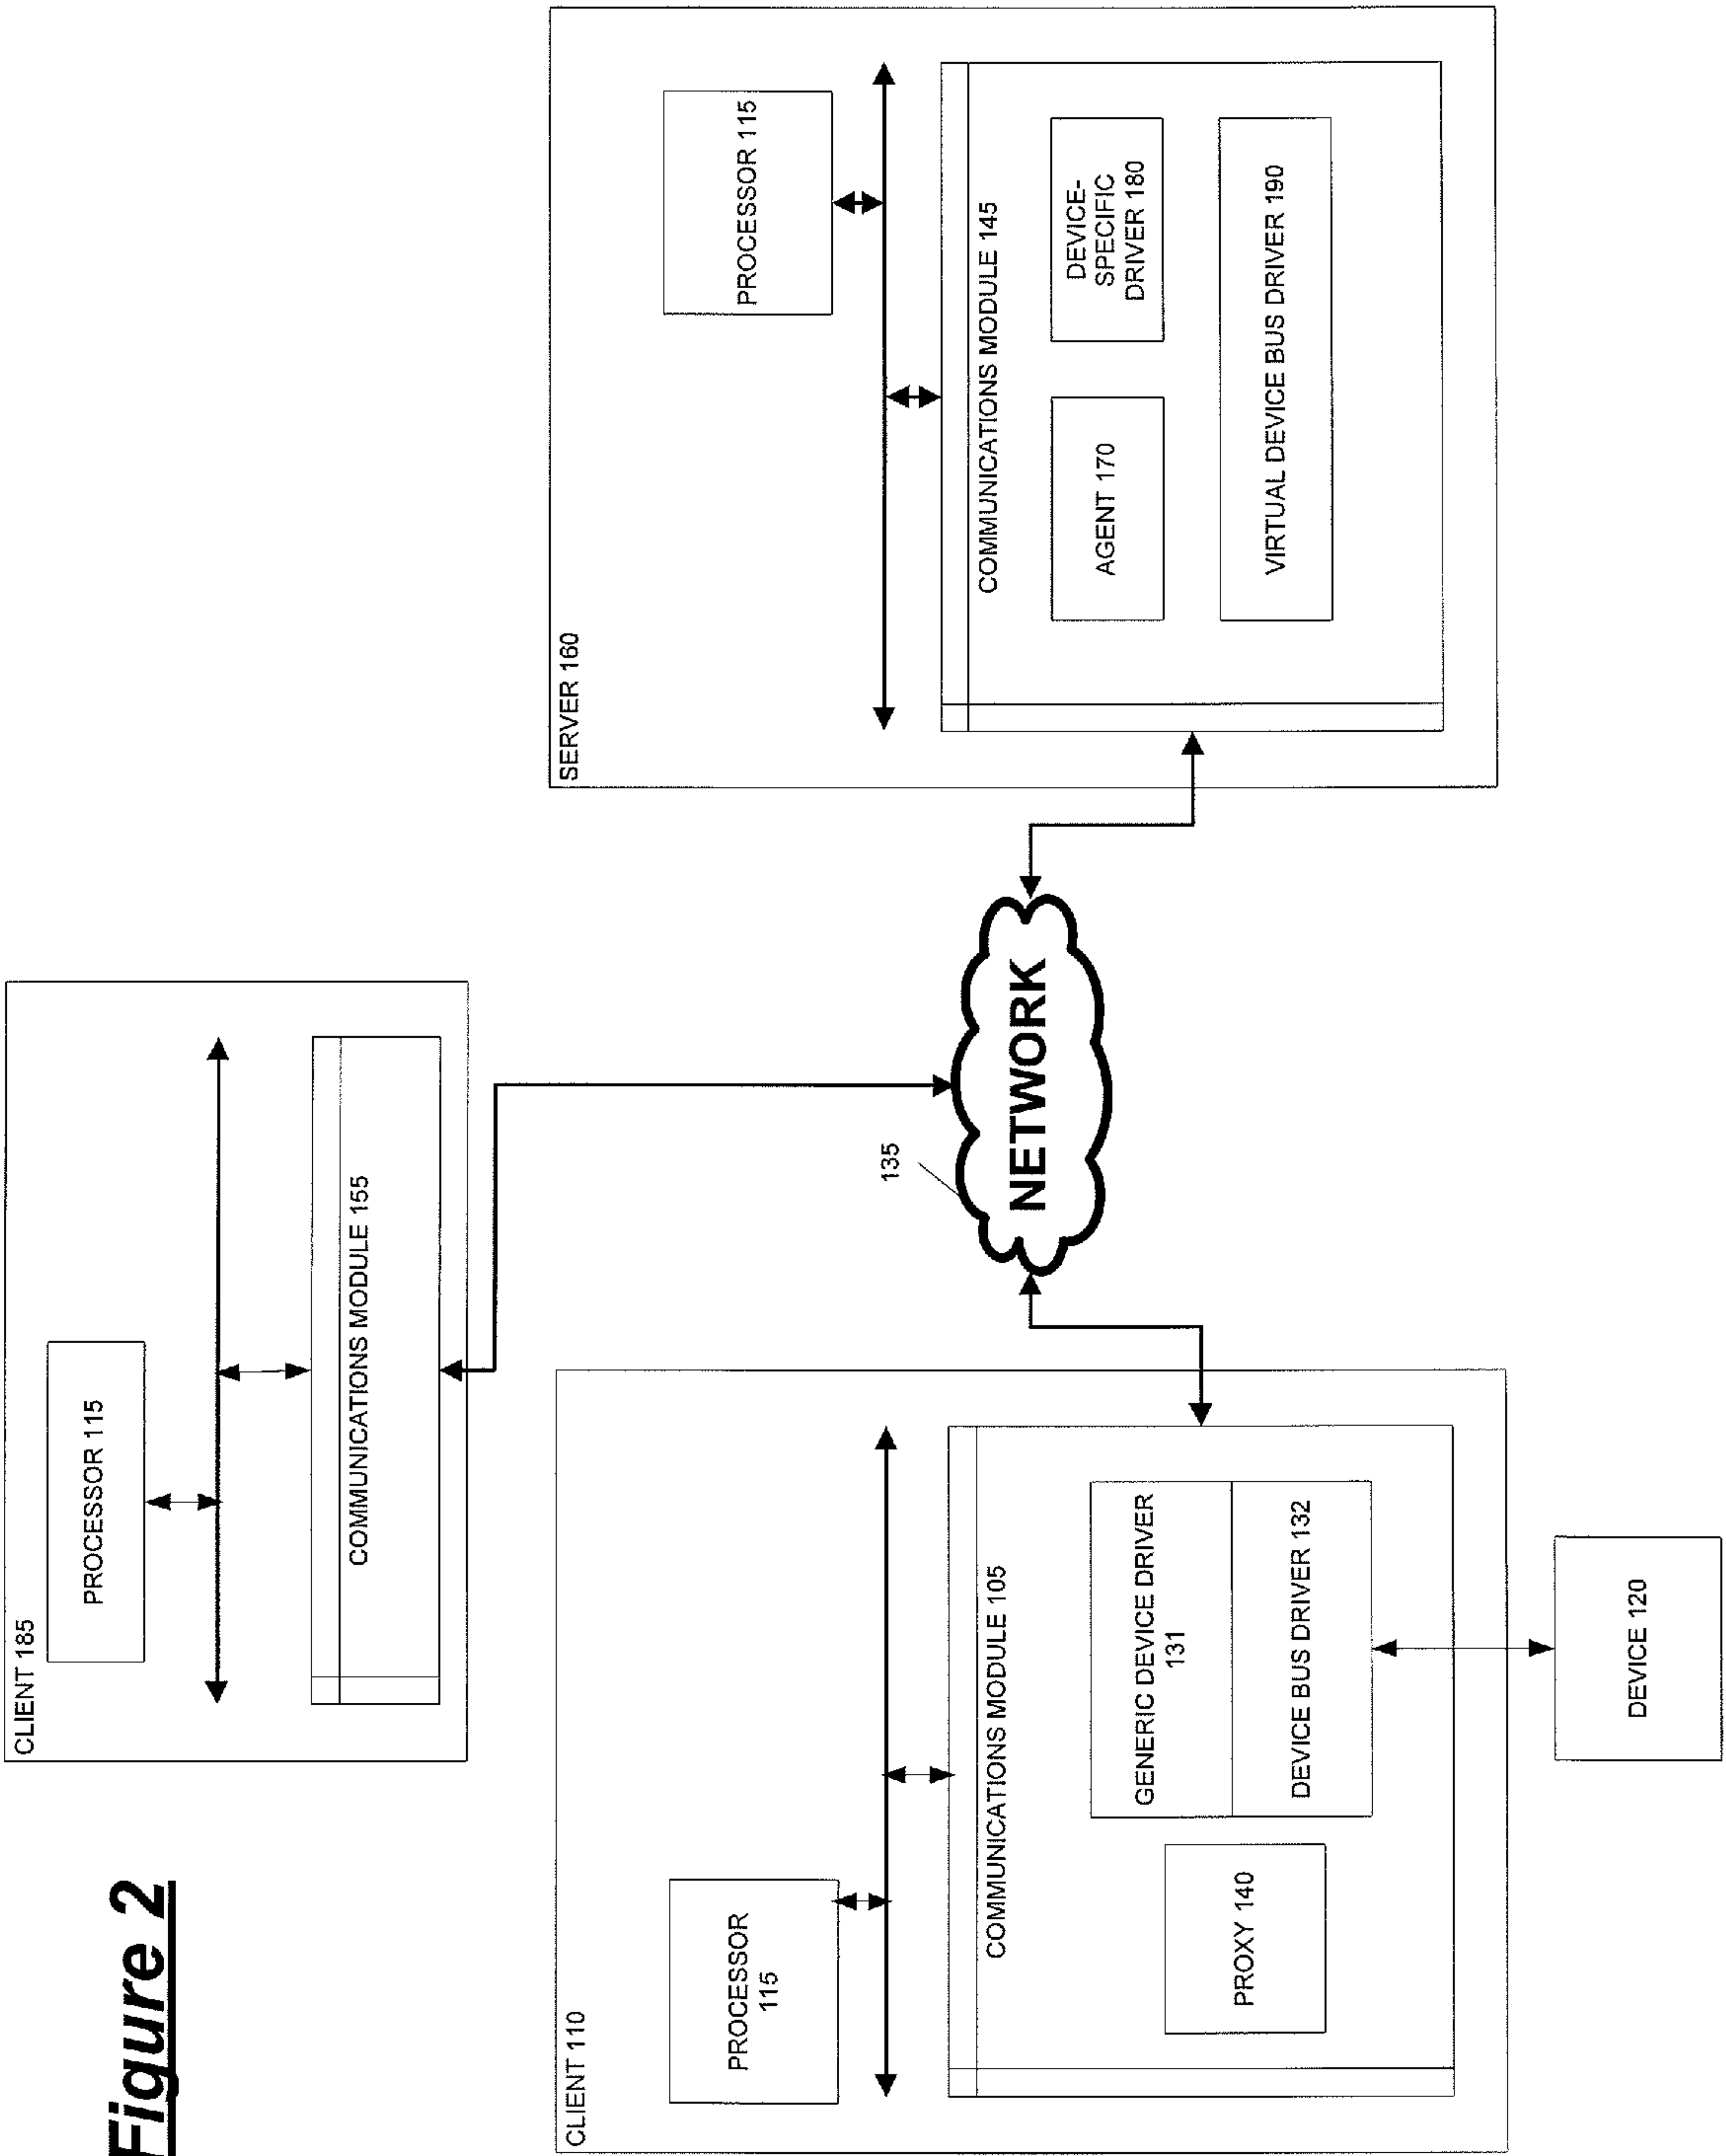 Figure 2
CLIENT 185
PROCESSOR 115
COMMUNICATIONS MODULE 155
CLIENT 110
PROCESSOR
115
COMMUNICATIONS MODULE 105
PROXY 140
GENERIC DEVICE DRIVER
131
DEVICE BUS DRIVER 132
DEVICE 120
135
NETWORK
SERVER 160
PROCESSOR 115
COMMUNICATIONS MODULE 145
AGENT 170
DEVICE-
SPECIFIC
DRIVER 180
VIRTUAL DEVICE BUS DRIVER 190